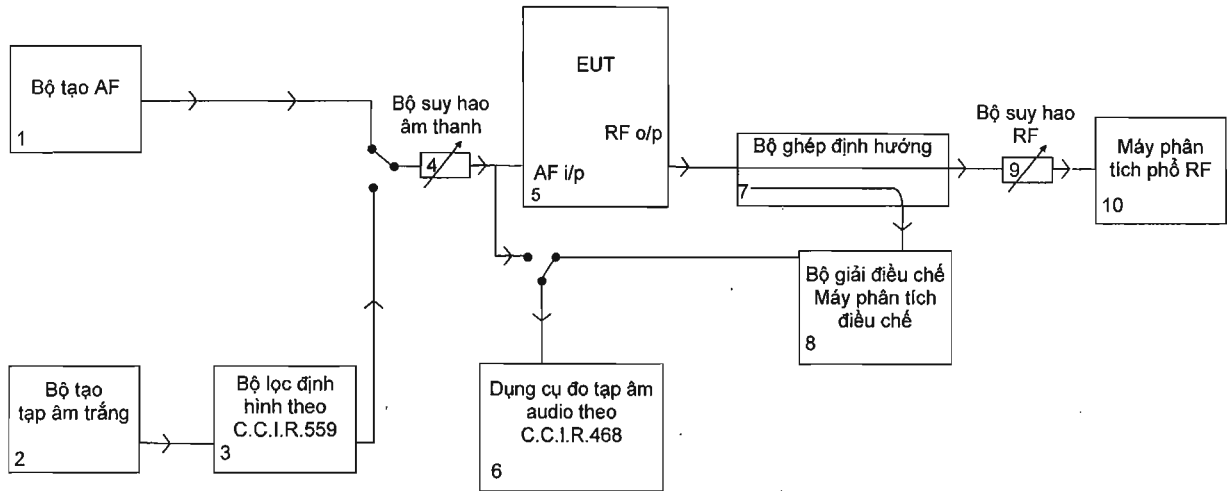 Bộ tạo AF
1
Bộ suy hao
âm thanh
4
EUT
RF o/p
AF i/p
5
Bộ ghép định hướng
7
Bộ suy hao
RF
9
Máy phân
tích phổ RF
10
Bộ giải điều chế
Máy phân tích
điều chế
8
Bộ tạo
tạp âm trắng
2
Bộ lọc định
hình theo
C.C.I.R.559
3
Dụng cụ đo tạp âm
audio theo
C.C.I.R.468
6